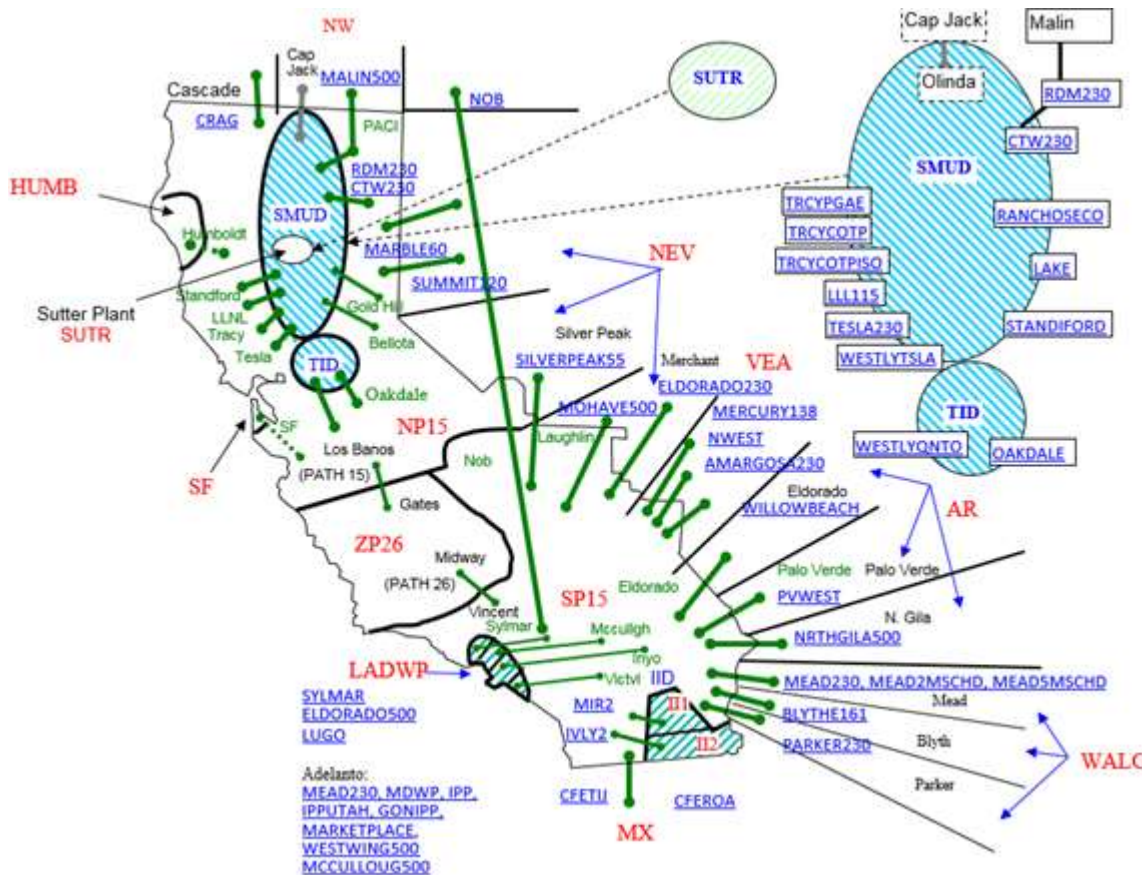 NW
Cap Jack
Malin
Cap
Jack
MALIN500
SUTR
Olinda
Cascade
NOB
RDM230
CRAG
PACI
CTW230
RDM230
CTW230
SMUD
HUMB
SMUD
TRCYPGAE
RANCHOSECO
Humboldt
TRCYCOTP
MARBLE60
NEV
TRCYCOTPISO
LAKE
SUMMIT120
Standford
Gold Hill
LLL115
Sutter Plant
SUTR
LLNL
Tracy
Bellota
Silver Peak
TESLA230
STANDIFORD
Tesla
SILVERPEAK55
Merchant
VEA
WESTLYTSLA
TID
ELDORADO230
Oakdale
MOHAVE500
MERCURY138
TID
NP15
Laughlin
NWEST
SF
WESTLYQNTO
OAKDALE
Los Banos
Nob
AMARGOSA230
(PATH 15)
SF
Eldorado
WILLOWBEACH
AR
Gates
ZP26
Midway
Palo Verde
Palo Verde
(PATH 26)
Eldorado
SP15
PVWEST
N. Gila
Vincent
Sylmar
Mccullgh
NRTHGILA500
Inyo
LADWP
Victvl
IID
MEAD230, MEAD2MSCHD, MEAD5MSCHD
SYLMAR
ELDORADO500
LUGO
MIR2
II1
Mead
BLYTHE161
IVLY2
II2
PARKER230
Blyth
WALC
Adelanto:
MEAD230, MDWP, IPP,
IPPUTAH, GONIPP,
MARKETPLACE,
WESTWING500
MCCULLOUG500
Parker
CFETIJ
CFEROA
MX